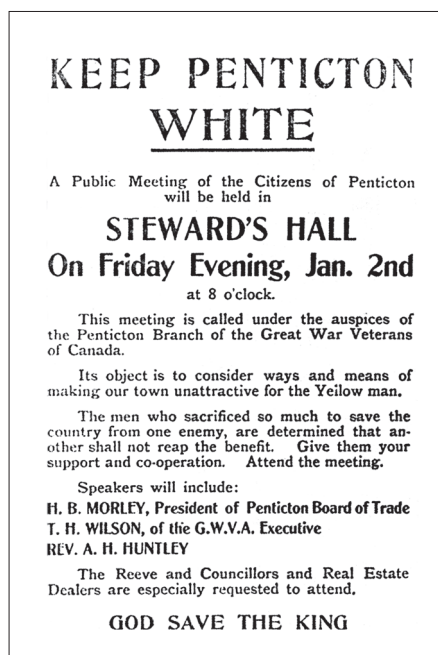 KEEP PENTICTON
WHITE
A Public Meeting of the Citizens of Penticton
will be held in
STEWARD'S HALL
On Friday Evening, Jan. 2nd
at 8 o'clock.
This meeting is called under the auspices of
the Penticton Branch of the Great War Veterans
of Canada.
Its object is to consider ways and means of
making our town unattractive for the Yeilow man.
The men who sacrificed so much to save the
country from one enemy, are determined that an-
other shall not reap the benefit. Give them your
support and co-operation. Attend the meeting.
Speakers will include:
H. B. MORLEY, President of Penticton Board of Trade
T. H. WILSON, of the G.W.V.A. Executive
REV. A. H. HUNTLEY
The Reeve and Councillors and Real Estate
Dealers are especially requested to attend.
GOD SAVE THE KING